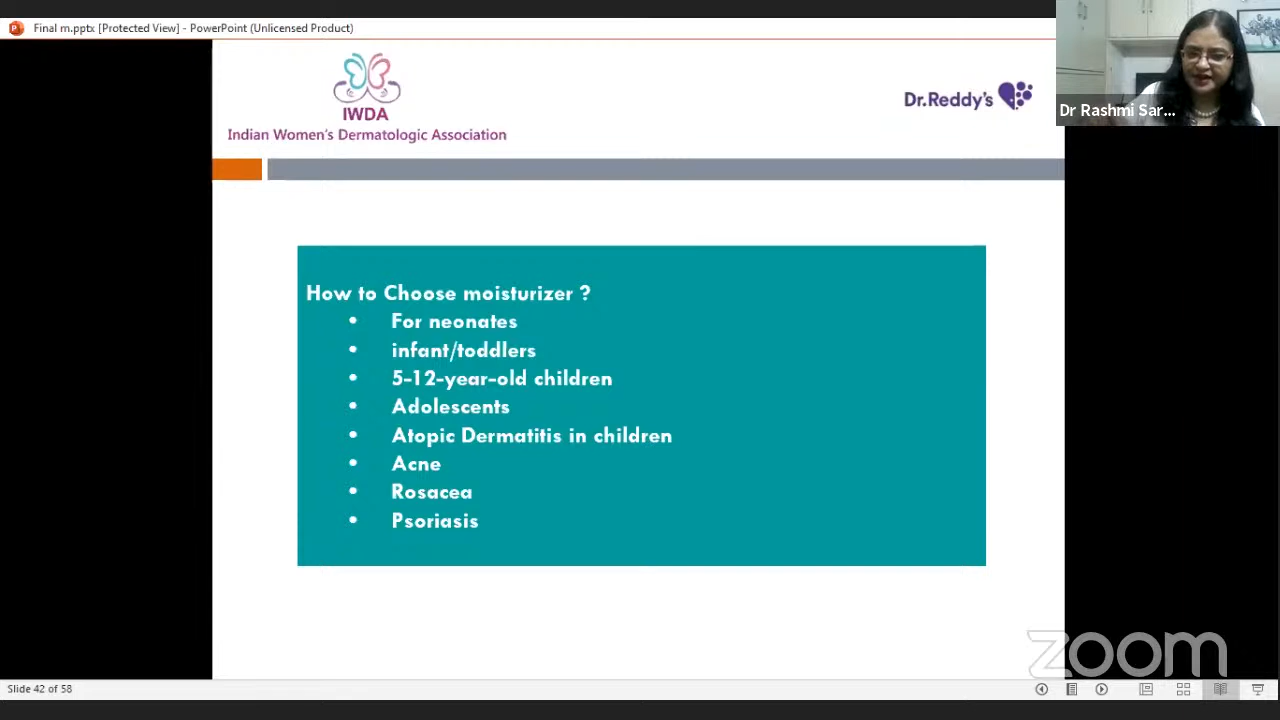 Final m.pptx [Protected View] - PowerPoint (Unlicensed Product)
IWDA
Indian Women's Dermatologic Association
Dr.Reddy's
Dr Rashmi Sar...
How to Choose moisturizer ?
• For neonates
• infant/toddlers
• 5-12-year-old children
• Adolescents
• Atopic Dermatitis in children
• Acne
• Rosacea
• Psoriasis
zoom
Slide 42 of 58